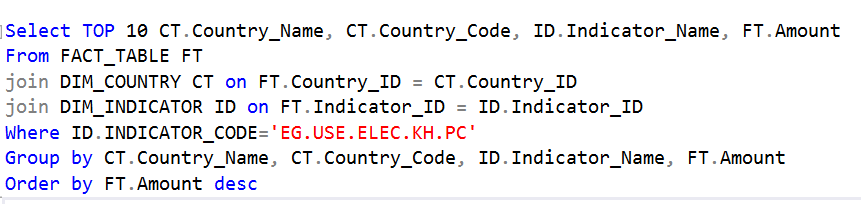 Select TOP 10 CT.Country_Name, CT.Country_Code, ID.Indicator_Name, FT.Amount
From FACT_TABLE FT
join DIM_COUNTRY CT on FT.Country_ID = CT.Country_ID
join DIM_INDICATOR ID on FT.Indicator_ID = ID.Indicator_ID
Where ID.INDICATOR_CODE='EG.USE.ELEC.KH.PC'
Group by CT.Country_Name, CT.Country_Code, ID.Indicator_Name, FT.Amount
Order by FT.Amount desc